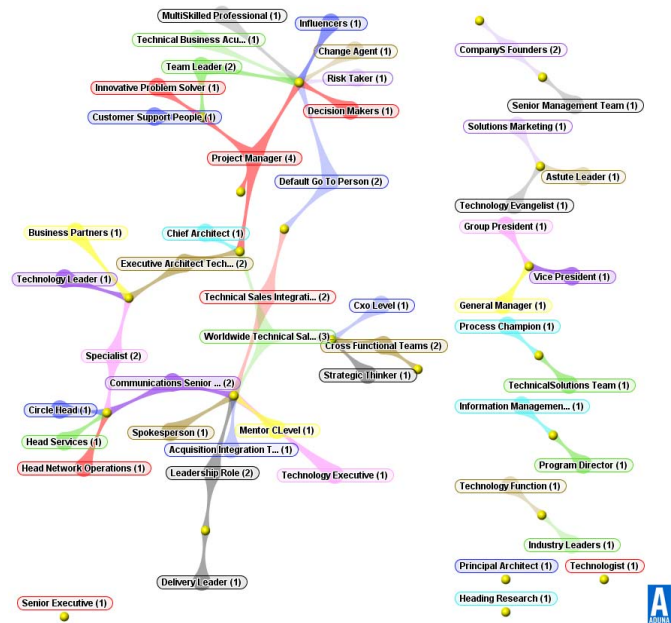 MultiSkilled Professional (1)
Influencers (1)
Technical Business Acu... (1)
Change Agent (1)
Team Leader (2)
Risk Taker (1)
Innovative Problem Solver (1)
Decision Makers (1)
Customer Support People (1)
Project Manager (4)
Default Go To Person (2)
Business Partners (1)
Chief Architect (1)
Executive Architect Tech... (2)
Technology Leader (1)
Technical Sales Integrati... (2)
Cxo Level (1)
Worldwide Technical Sal... (3)
Cross Functional Teams (2)
Specialist (2)
Strategic Thinker (1)
Communications Senior ... (2)
Circle Head (1)
Spokesperson (1)
Mentor CLevel (1)
Head Services (1)
Acquisition Integration T... (1)
Head Network Operations (1)
Leadership Role (2)
Technology Executive (1)
Delivery Leader (1)
Senior Executive (1)
CompanyS Founders (2)
Senior Management Team (1)
Solutions Marketing (1)
Astute Leader (1)
Technology Evangelist (1)
Group President (1)
Vice President (1)
General Manager (1)
Process Champion (1)
TechnicalSolutions Team (1)
Information Managemen... (1)
Program Director (1)
Technology Function (1)
Industry Leaders (1)
Principal Architect (1)
Technologist (1)
Heading Research (1)
A
ADUNA